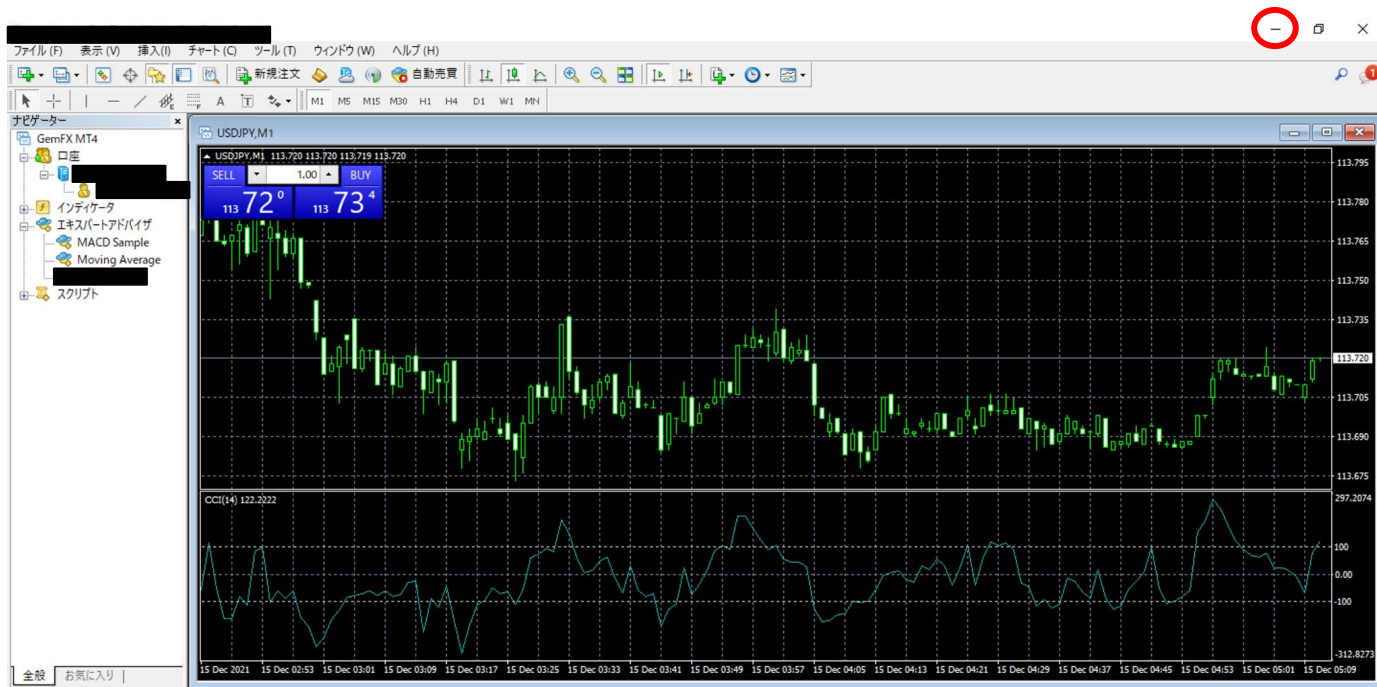 ファイル (F) 表示 (V) 挿入(I) チャート (C) ツール (T) ウィンドウ (W) ヘルプ (H)
新規注文 自動売買 1
E F A T M1 M5 M15 M30 H1 H4 D1 W1 MN
ナビゲーター
GemFX MT4
口座
インディケータ
エキスパートアドバイザ
MACD Sample
Moving Average
スクリプト
全般 お気に入り
USDJPY,M1
USDJPY,M1 113.720 113.720 113.719 113.720
SELL 1.00 BUY
113 72 0 113 73 4
113.795
113.780
113.765
113.750
113.735
113.720
113.705
113.690
113.675
CCI(14) 122.2222
297.2074
100
0.00
-100
-312.8273
15 Dec 2021 15 Dec 02:53 15 Dec 03:01 15 Dec 03:09 15 Dec 03:17 15 Dec 03:25 15 Dec 03:33 15 Dec 03:41 15 Dec 03:49 15 Dec 03:57 15 Dec 04:05 15 Dec 04:13 15 Dec 04:21 15 Dec 04:29 15 Dec 04:37 15 Dec 04:45 15 Dec 04:53 15 Dec 05:01 15 Dec 05:09